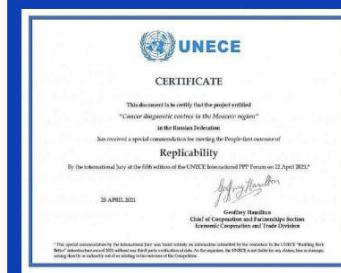 UNECE
CERTIFICATE
This document is to certify that the project entitled
"Cancer diagnostic centres in the Moscow region"
in the Russian Federation
has received a special commendation for meeting the People-first outcome of
Replicability
By the international Jury at the fifth edition of the UNECE International PPP Forum on 22 April 2021.*
23 APRIL 2021
Geoffrey Hamilton
Chief of Cooperation and Partnerships Section
Economic Cooperation and Trade Division